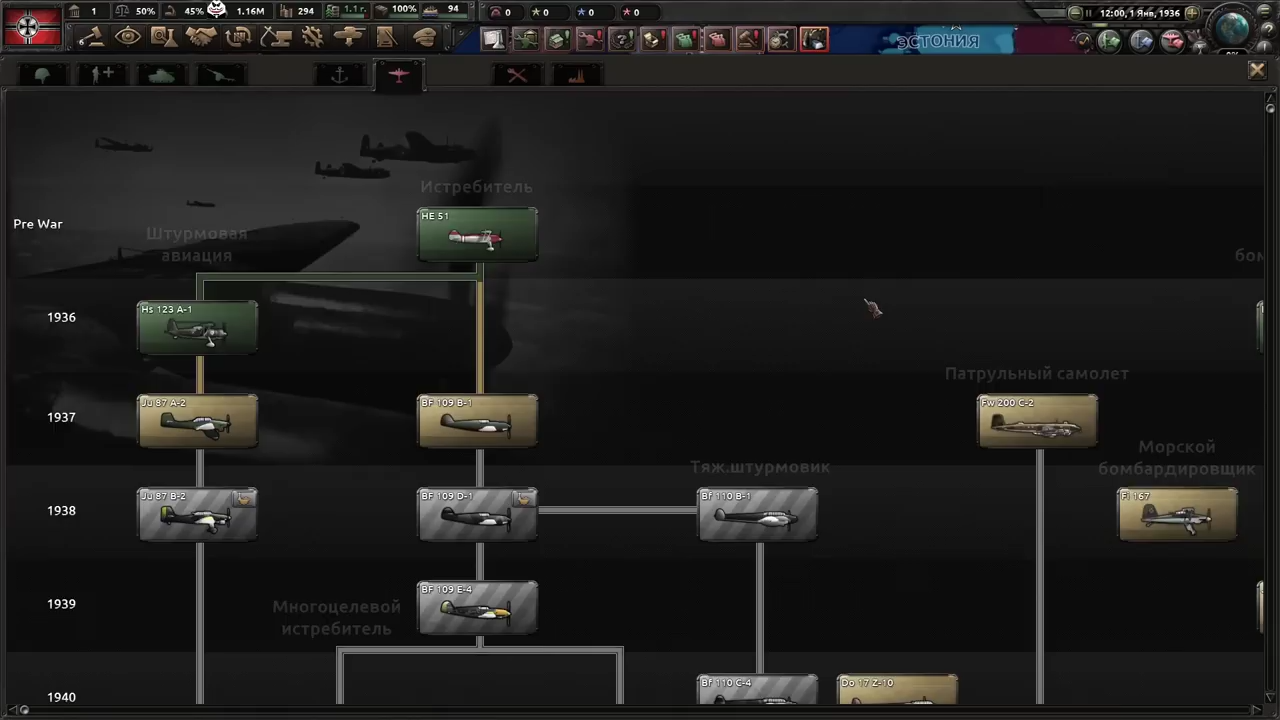 1
50%
45%
1.16M
294
1.1 г.
100%
94
0
0
0
0
12:00, 1 Янв, 1936
ЭСТОНИЯ
Истребитель
Pre War
HE 51
Штурмовая
авиация
бом
1936
Hs 123 A-1
Патрульный самолет
1937
Ju 87 A-2
BF 109 B-1
Fw 200 C-2
Тяж.штурмовик
Морской
бомбардировщик
1938
Ju 87 B-2
BF 109 D-1
Bf 110 B-1
Fi 167
1939
BF 109 E-4
Многоцелевой
истребитель
1940
Bf 110 C-4
Do 17 Z-10